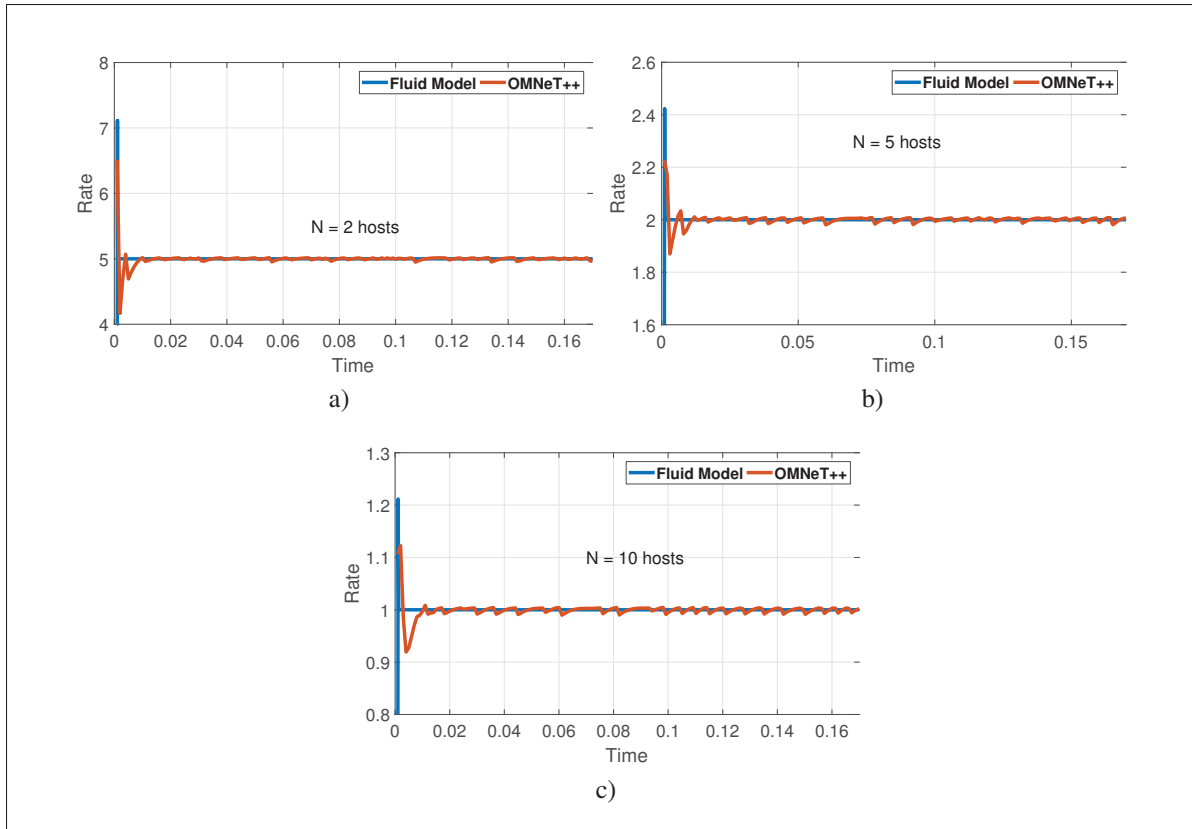 8
7
6
5
4
Rate
Fluid Model OMNeT++
N = 2 hosts
0 0.02 0.04 0.06 0.08 0.1 0.12 0.14 0.16
Time
a)
2.6
2.4
2.2
2
1.8
1.6
Rate
Fluid Model OMNeT++
N = 5 hosts
0 0.05 0.1 0.15
Time
b)
1.3
1.2
1.1
1
0.9
0.8
Rate
Fluid Model OMNeT++
N = 10 hosts
0 0.02 0.04 0.06 0.08 0.1 0.12 0.14 0.16
Time
c)